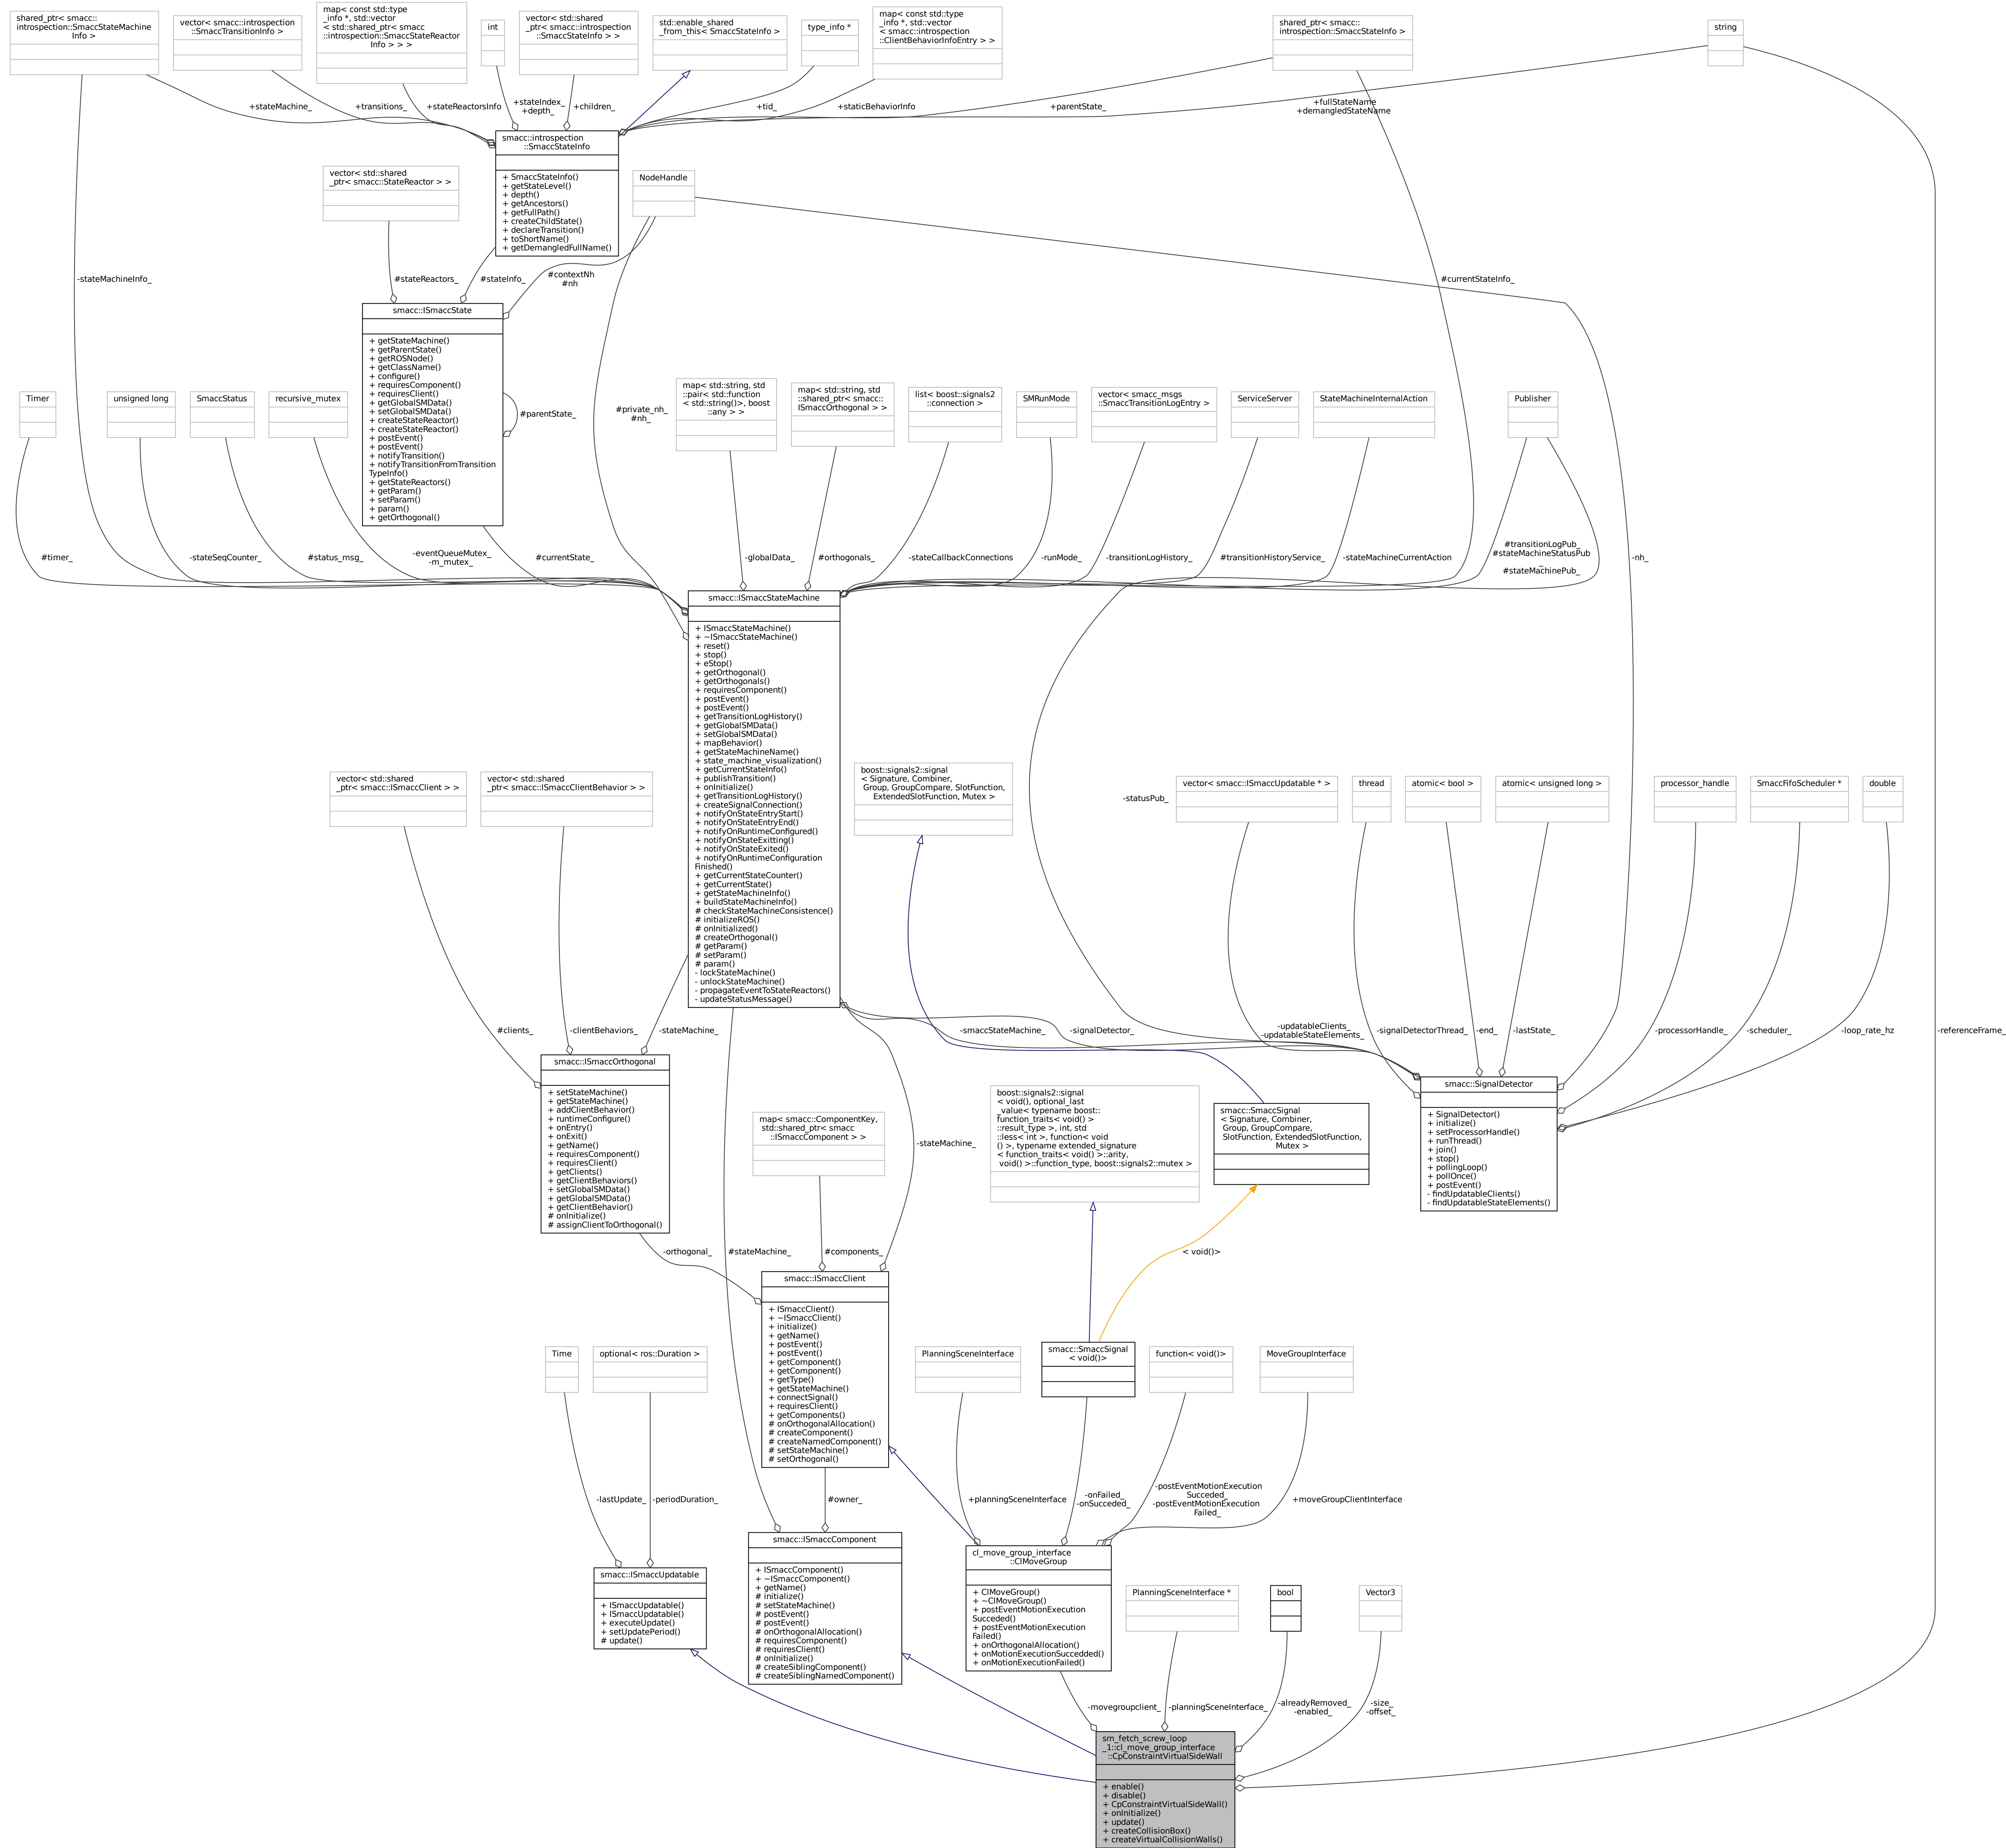 shared_ptr< smacc::
introspection::SmaccStateMachine
Info >
vector< smacc::introspection
::SmaccTransitionInfo >
map< const std::type
_info *, std::vector
< std::shared_ptr< smacc
::introspection::SmaccStateReactor
Info > > >
int
vector< std::shared
_ptr< smacc::introspection
::SmaccStateInfo > >
std::enable_shared
_from_this< SmaccStateInfo >
type_info *
map< const std::type
_info *, std::vector
< smacc::introspection
::ClientBehaviorInfoEntry > >
shared_ptr< smacc::
introspection::SmaccStateInfo >
string
+stateMachine_
+transitions_
+stateReactorsInfo
+stateIndex_
+depth_
+children_
+tid_
+staticBehaviorInfo
+parentState_
+fullStateName
+demangledStateName
smacc::introspection
::SmaccStateInfo
+ SmaccStateInfo()
+ getStateLevel()
+ depth()
+ getAncestors()
+ getFullPath()
+ createChildState()
+ declareTransition()
+ toShortName()
+ getDemangledFullName()
vector< std::shared
_ptr< smacc::StateReactor > >
NodeHandle
-stateMachineInfo_
#stateReactors_
#stateInfo_
#contextNh
#nh
#currentStateInfo_
smacc::ISmaccState
+ getStateMachine()
+ getParentState()
+ getROSNode()
+ getClassName()
+ configure()
+ requiresComponent()
+ requiresClient()
+ getGlobalSMData()
+ setGlobalSMData()
+ createStateReactor()
+ createStateReactor()
+ postEvent()
+ postEvent()
+ notifyTransition()
+ notifyTransitionFromTransition
TypeInfo()
+ getStateReactors()
+ getParam()
+ setParam()
+ param()
+ getOrthogonal()
#parentState_
#private_nh_
#nh_
Timer
unsigned long
SmaccStatus
recursive_mutex
map< std::string, std
::pair< std::function
< std::string()>, boost
::any > >
map< std::string, std
::shared_ptr< smacc::
ISmaccOrthogonal > >
list< boost::signals2
::connection >
SMRunMode
vector< smacc_msgs
::SmaccTransitionLogEntry >
ServiceServer
StateMachineInternalAction
Publisher
#timer_
-stateSeqCounter_
#status_msg_
-eventQueueMutex_
-m_mutex_
#currentState_
-globalData_
#orthogonals_
-stateCallbackConnections
-runMode_
-transitionLogHistory_
#transitionHistoryService_
-stateMachineCurrentAction
#transitionLogPub_
#stateMachineStatusPub
_
#stateMachinePub_
-nh_
smacc::ISmaccStateMachine
+ ISmaccStateMachine()
+ ~ISmaccStateMachine()
+ reset()
+ stop()
+ eStop()
+ getOrthogonal()
+ getOrthogonals()
+ requiresComponent()
+ postEvent()
+ postEvent()
+ getTransitionLogHistory()
+ getGlobalSMData()
+ setGlobalSMData()
+ mapBehavior()
+ getStateMachineName()
+ state_machine_visualization()
+ getCurrentStateInfo()
+ publishTransition()
+ onInitialize()
+ getTransitionLogHistory()
+ createSignalConnection()
+ notifyOnStateEntryStart()
+ notifyOnStateEntryEnd()
+ notifyOnRuntimeConfigured()
+ notifyOnStateExitting()
+ notifyOnStateExited()
+ notifyOnRuntimeConfiguration
Finished()
+ getCurrentStateCounter()
+ getCurrentState()
+ getStateMachineInfo()
+ buildStateMachineInfo()
# checkStateMachineConsistence()
# initializeROS()
# onInitialized()
# createOrthogonal()
# getParam()
# setParam()
# param()
- lockStateMachine()
- unlockStateMachine()
- propagateEventToStateReactors()
- updateStatusMessage()
vector< std::shared
_ptr< smacc::ISmaccClient > >
vector< std::shared
_ptr< smacc::ISmaccClientBehavior > >
boost::signals2::signal
< Signature, Combiner,
Group, GroupCompare, SlotFunction,
ExtendedSlotFunction, Mutex >
-statusPub_
vector< smacc::ISmaccUpdatable * >
thread
atomic< bool >
atomic< unsigned long >
processor_handle
SmaccFifoScheduler *
double
#clients_
-clientBehaviors_
-stateMachine_
-smaccStateMachine_
-signalDetector_
-updatableClients_
-updatableStateElements_
-signalDetectorThread_
-end_
-lastState_
-processorHandle_
-scheduler_
-loop_rate_hz
-referenceFrame_
smacc::ISmaccOrthogonal
+ setStateMachine()
+ getStateMachine()
+ addClientBehavior()
+ runtimeConfigure()
+ onEntry()
+ onExit()
+ getName()
+ requiresComponent()
+ requiresClient()
+ getClients()
+ getClientBehaviors()
+ setGlobalSMData()
+ getGlobalSMData()
+ getClientBehavior()
# onInitialize()
# assignClientToOrthogonal()
map< smacc::ComponentKey,
std::shared_ptr< smacc
::ISmaccComponent > >
-stateMachine_
boost::signals2::signal
< void(), optional_last
_value< typename boost::
function_traits< void() >
::result_type >, int, std
::less< int >, function< void
() >, typename extended_signature
< function_traits< void() >::arity,
void() >::function_type, boost::signals2::mutex >
smacc::SmaccSignal
< Signature, Combiner,
Group, GroupCompare,
SlotFunction, ExtendedSlotFunction,
Mutex >
smacc::SignalDetector
+ SignalDetector()
+ initialize()
+ setProcessorHandle()
+ runThread()
+ join()
+ stop()
+ pollingLoop()
+ pollOnce()
+ postEvent()
- findUpdatableClients()
- findUpdatableStateElements()
-orthogonal_
#stateMachine_
#components_
< void()>
smacc::ISmaccClient
+ ISmaccClient()
+ ~ISmaccClient()
+ initialize()
+ getName()
+ postEvent()
+ postEvent()
+ getComponent()
+ getComponent()
+ getType()
+ getStateMachine()
+ connectSignal()
+ requiresClient()
+ getComponents()
# onOrthogonalAllocation()
# createComponent()
# createNamedComponent()
# setStateMachine()
# setOrthogonal()
Time
optional< ros::Duration >
PlanningSceneInterface
smacc::SmaccSignal
< void()>
function< void()>
MoveGroupInterface
-lastUpdate_
-periodDuration_
#owner_
+planningSceneInterface
-onFailed_
-onSucceded_
-postEventMotionExecution
Succeded_
-postEventMotionExecution
Failed_
+moveGroupClientInterface
smacc::ISmaccUpdatable
+ ISmaccUpdatable()
+ ISmaccUpdatable()
+ executeUpdate()
+ setUpdatePeriod()
# update()
smacc::ISmaccComponent
+ ISmaccComponent()
+ ~ISmaccComponent()
+ getName()
# initialize()
# setStateMachine()
# postEvent()
# postEvent()
# onOrthogonalAllocation()
# requiresComponent()
# requiresClient()
# onInitialize()
# createSiblingComponent()
# createSiblingNamedComponent()
cl_move_group_interface
::ClMoveGroup
+ ClMoveGroup()
+ ~ClMoveGroup()
+ postEventMotionExecution
Succeded()
+ postEventMotionExecution
Failed()
+ onOrthogonalAllocation()
+ onMotionExecutionSuccedded()
+ onMotionExecutionFailed()
PlanningSceneInterface *
bool
Vector3
-movegroupclient_
-planningSceneInterface_
-alreadyRemoved_
-enabled_
-size_
-offset_
sm_fetch_screw_loop
_1::cl_move_group_interface
::CpConstraintVirtualSideWall
+ enable()
+ disable()
+ CpConstraintVirtualSideWall()
+ onInitialize()
+ update()
+ createCollisionBox()
+ createVirtualCollisionWalls()